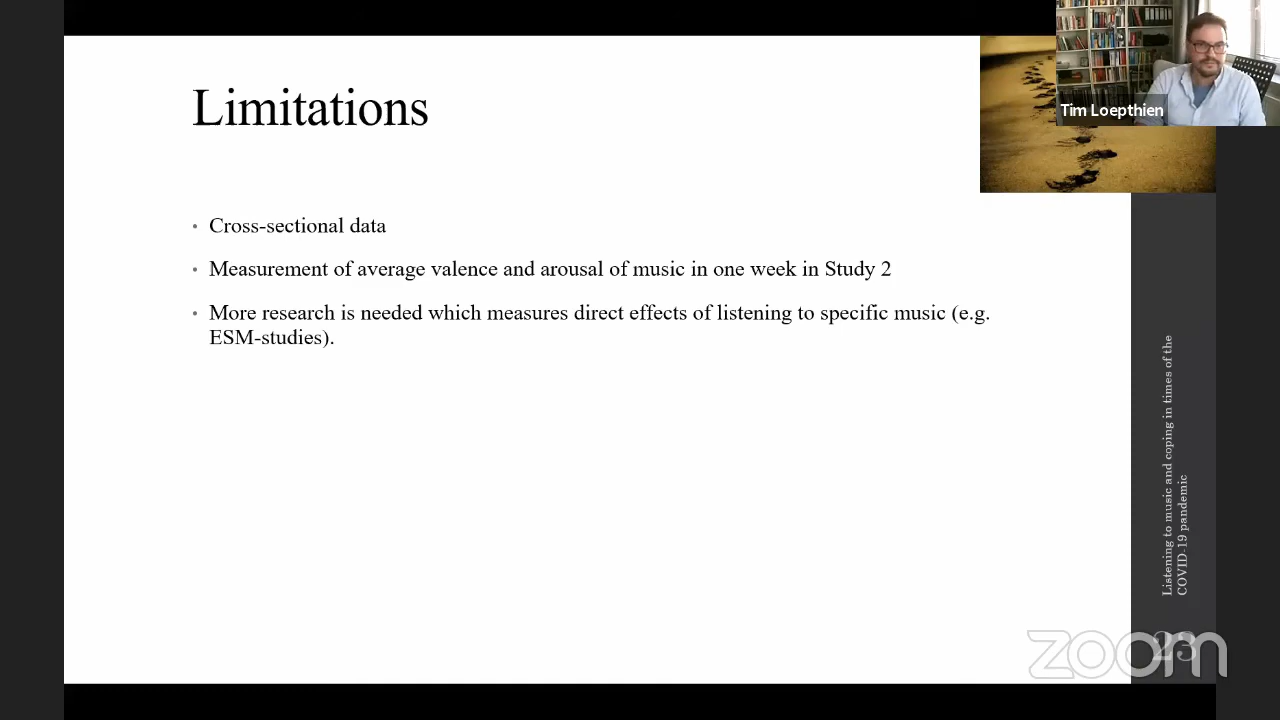 Limitations
Tim Loepthien
• Cross-sectional data
• Measurement of average valence and arousal of music in one week in Study 2
• More research is needed which measures direct effects of listening to specific music (e.g.
ESM-studies).
Listening to music and coping in times of the
COVID-19 pandemic
23
zoom